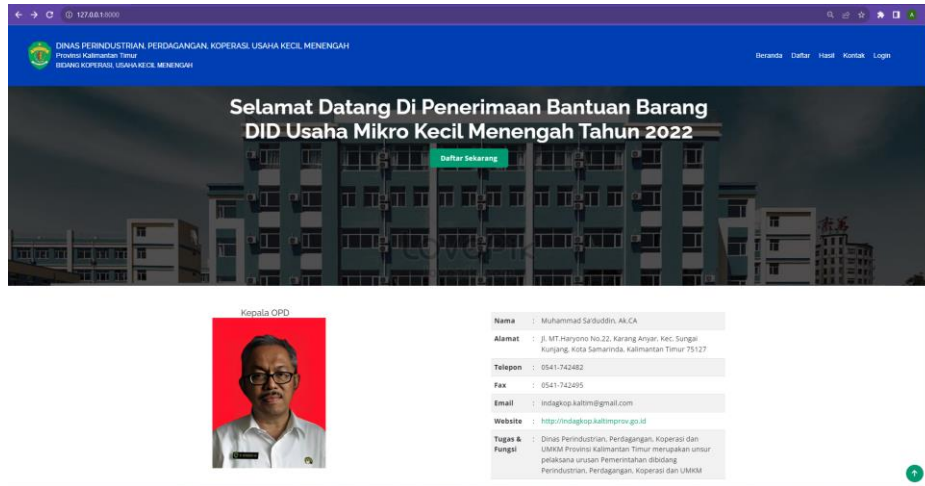 127.0.0.1:8000
DINAS PERINDUSTRIAN, PERDAGANGAN, KOPERASI, USAHA KECIL MENENGAH
Provinsi Kalimantan Timur
BIDANG KOPERASI, USAHA KECIL MENENGAH
Beranda Daftar Hasil Kontak Login
Selamat Datang Di Penerimaan Bantuan Barang
DID Usaha Mikro Kecil Menengah Tahun 2022
Daftar Sekarang
LOVEPIK
Kepala OPD
Nama : Muhammad Sa'duddin, Ak.CA
Alamat : Jl. MT.Haryono No.22, Karang Anyar, Kec. Sungai
Kunjang, Kota Samarinda, Kalimantan Timur 75127
Telepon : 0541-742482
Fax : 0541-742495
Email : indagkop.kaltim@gmail.com
Website : http://indagkop.kaltimprov.go.id
Tugas & : Dinas Perindustrian, Perdagangan, Koperasi dan
Fungsi UMKM Provinsi Kalimantan Timur merupakan unsur
pelaksana urusan Pemerintahan dibidang
Perindustrian, Perdagangan, Koperasi dan UMKM